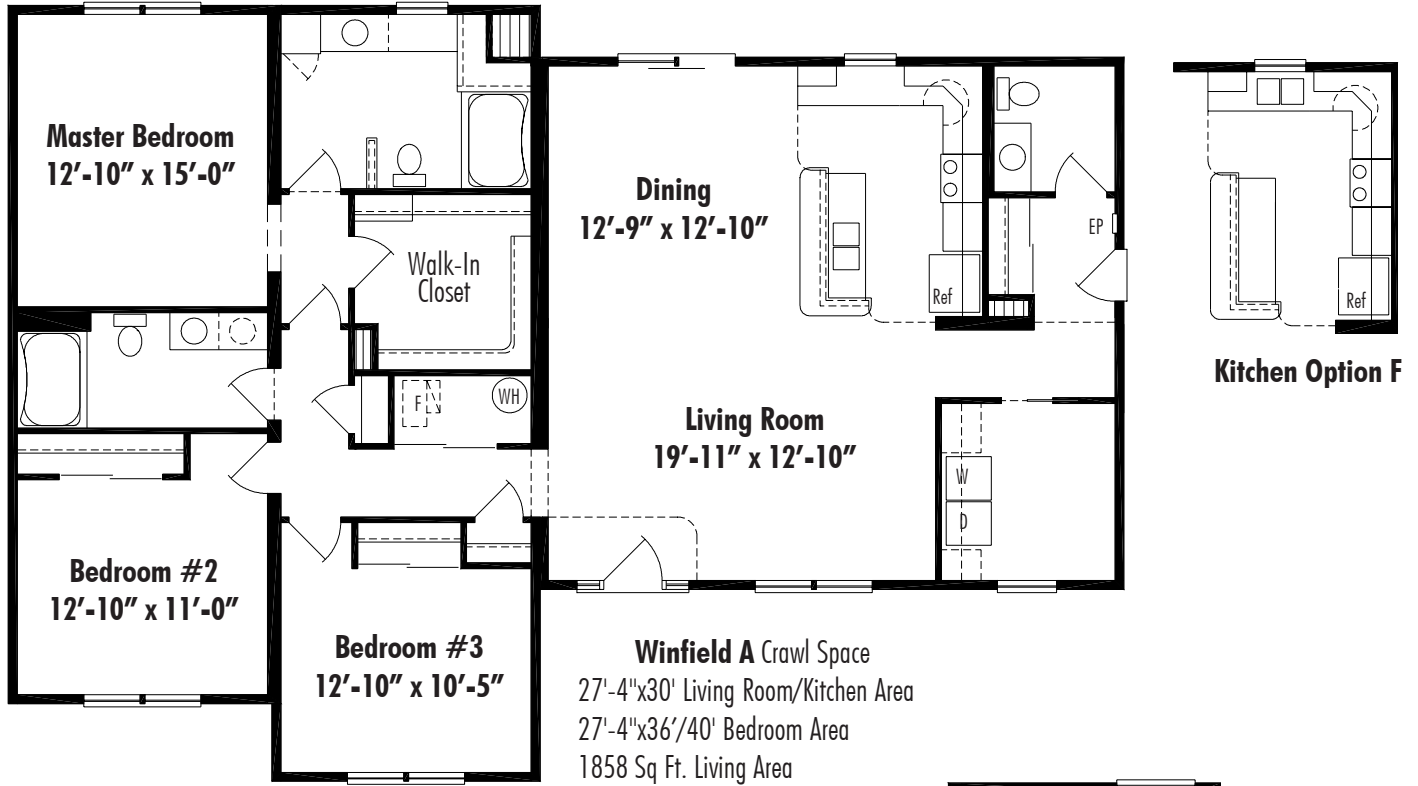 Master Bedroom
12'-10" x 15'-0"
Dining
12'-9" x 12'-10"
EP
Walk-In
Closet
Ref
Ref
Kitchen Option F
F
WH
Living Room
19'-11" x 12'-10"
W
D
Bedroom #2
12'-10" x 11'-0"
Bedroom #3
12'-10" x 10'-5"
Winfield A Crawl Space
27'-4"x30' Living Room/Kitchen Area
27'-4"x36'/40' Bedroom Area
1858 Sq Ft. Living Area